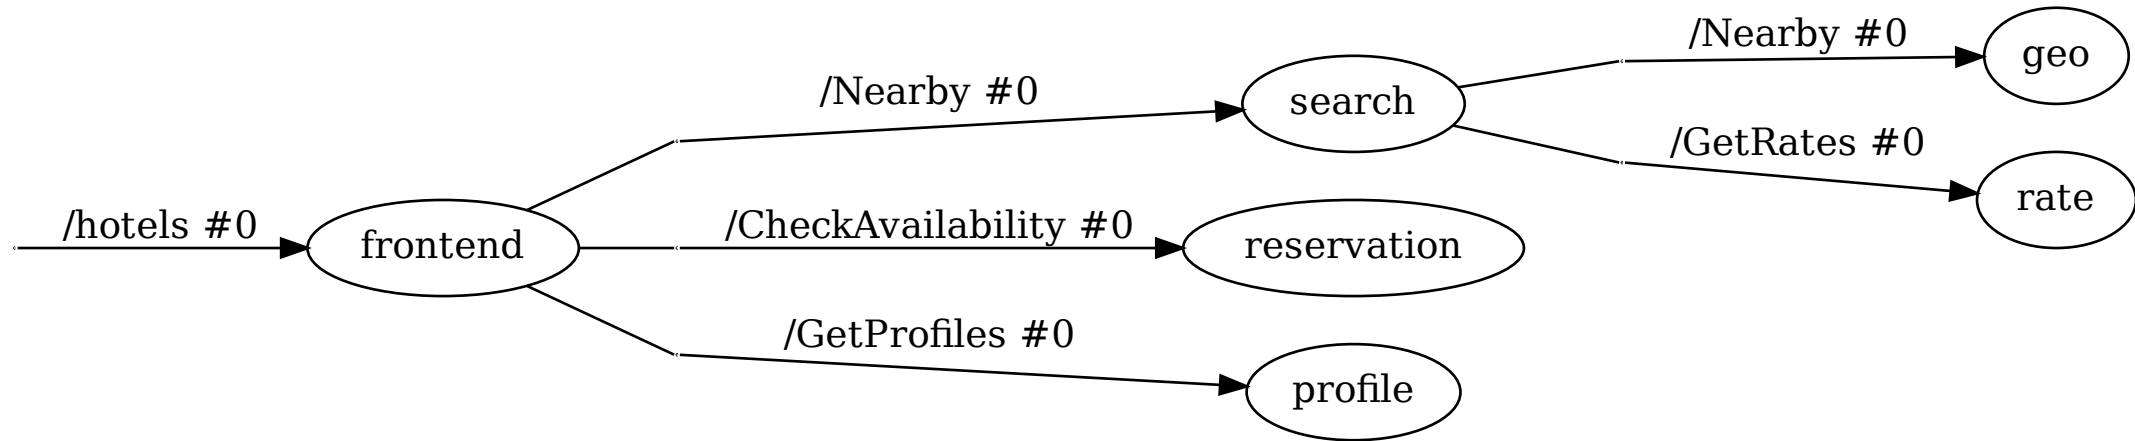 /hotels #0
frontend
/Nearby #0
search
/Nearby #0
geo
/GetRates #0
rate
/CheckAvailability #0
reservation
/GetProfiles #0
profile